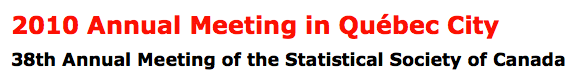 2010 Annual Meeting in Québec City
38th Annual Meeting of the Statistical Society of Canada